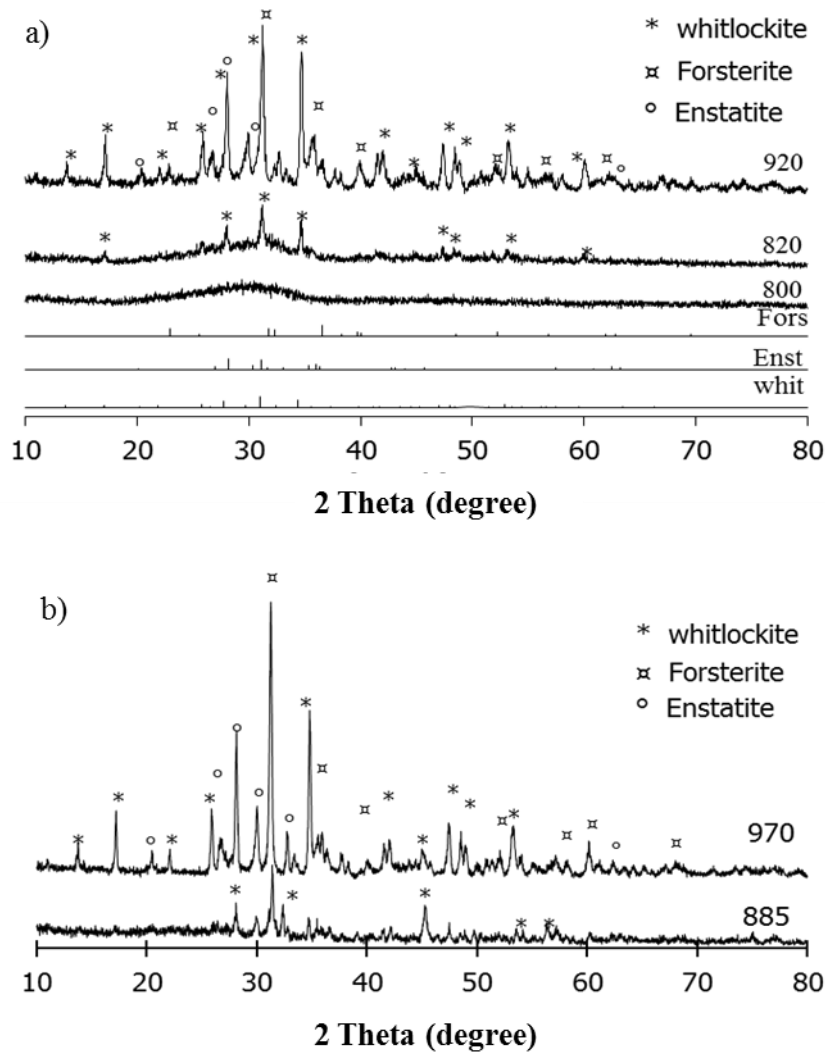 a)
* whitlockite
¤ Forsterite
o Enstatite
920
820
800
Fors
Enst
whit
10 20 30 40 50 60 70 80
2 Theta (degree)
b)
* whitlockite
¤ Forsterite
o Enstatite
970
885
10 20 30 40 50 60 70 80
2 Theta (degree)